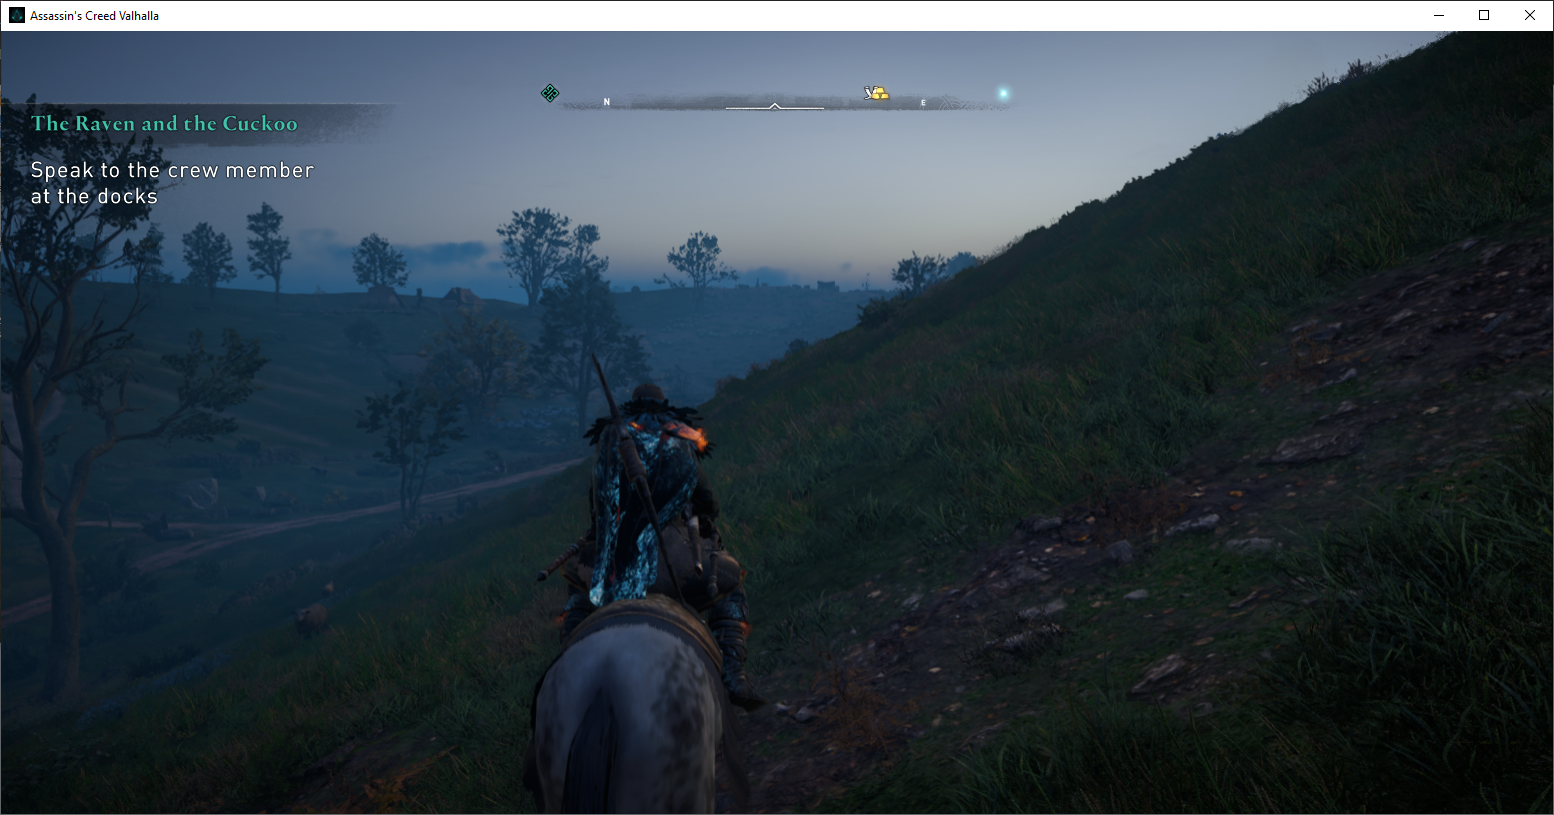 Assassin's Creed Valhalla
N
E
The Raven and the Cuckoo
Speak to the crew member
at the docks